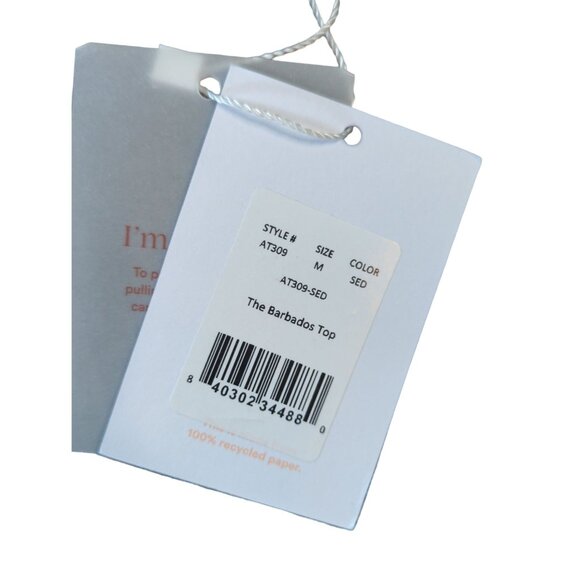 I'm
To p
pullin
ca
STYLE # SIZE COLOR
AT309 M SED
AT309-SED
The Barbados Top
8 40302 34488 0
100% recycled paper.